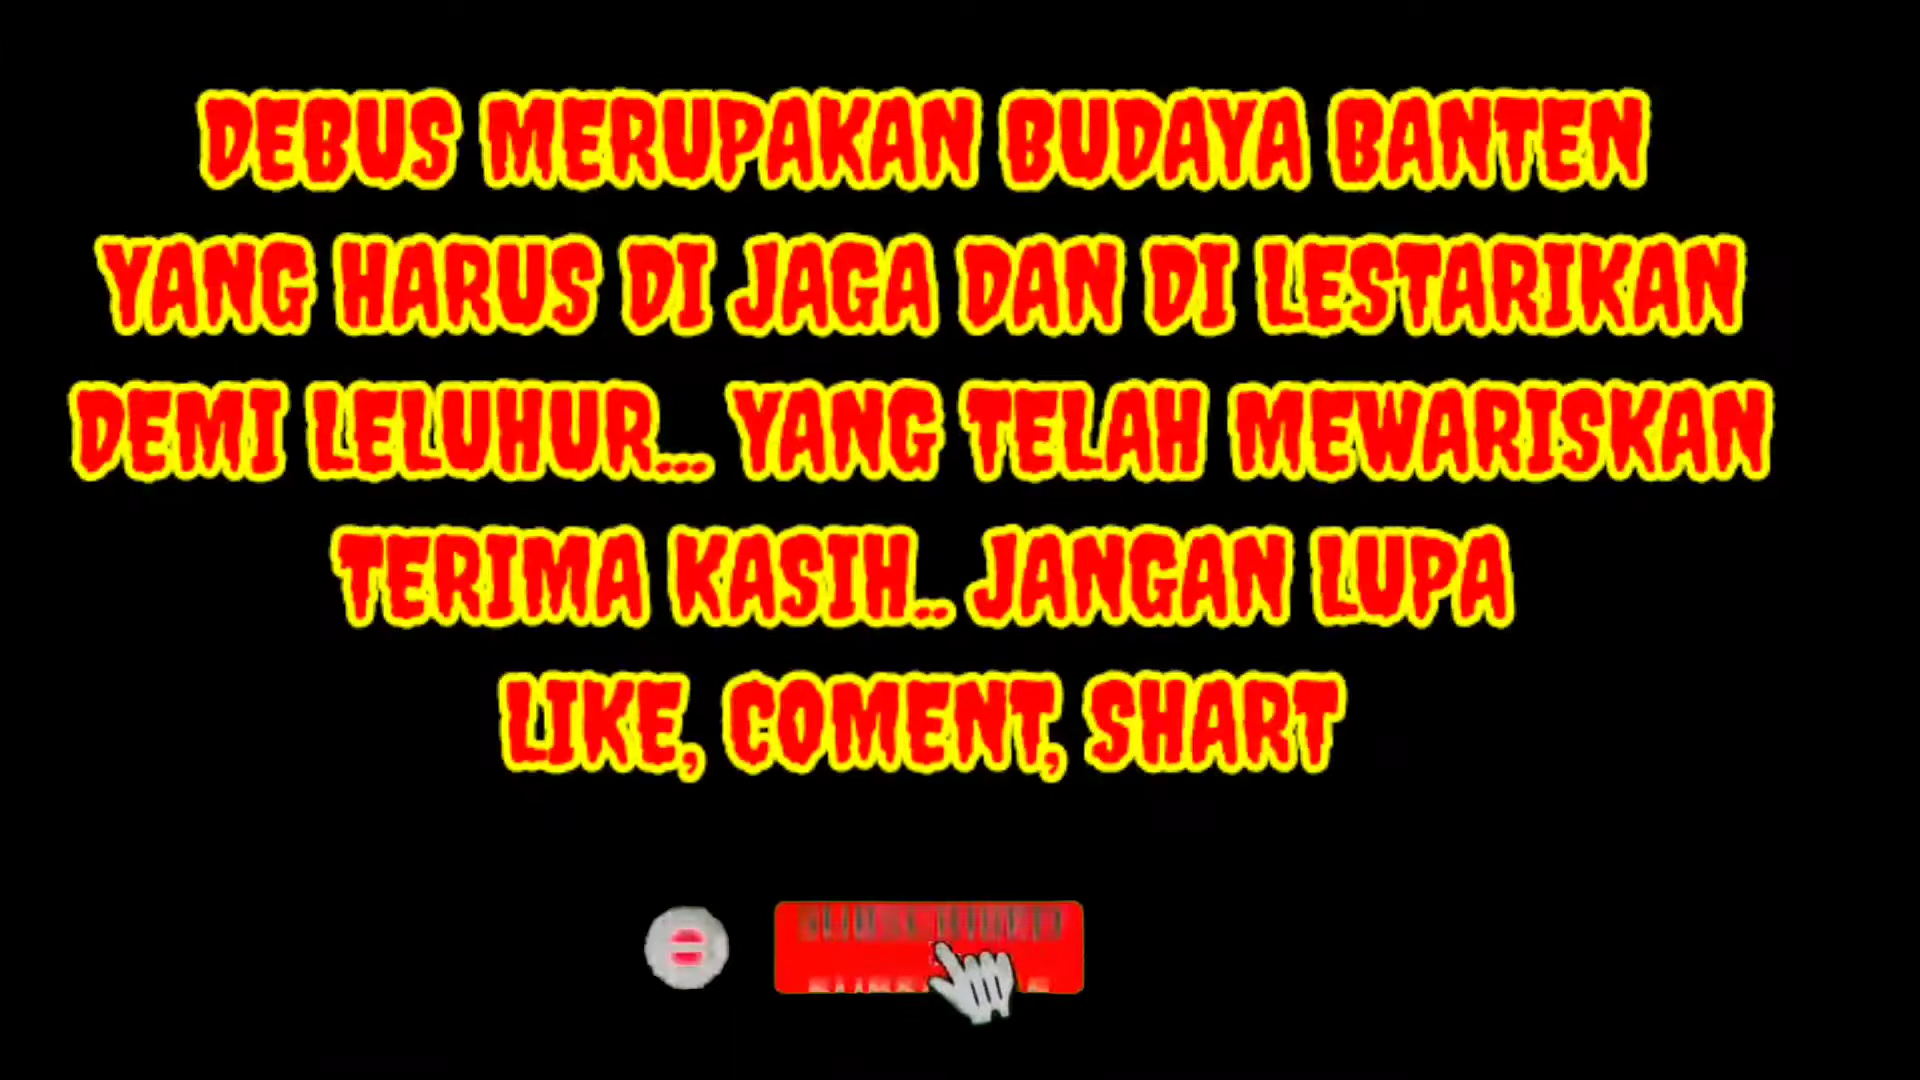 DEBUS MERUPAKAN BUDAYA BANTEN
YANG HARUS DI JAGA DAN DI LESTARIKAN
DEMI LELUHUR... YANG TELAH MEWARISKAN
TERIMA KASIH.. JANGAN LUPA
LIKE, COMENT, SHART